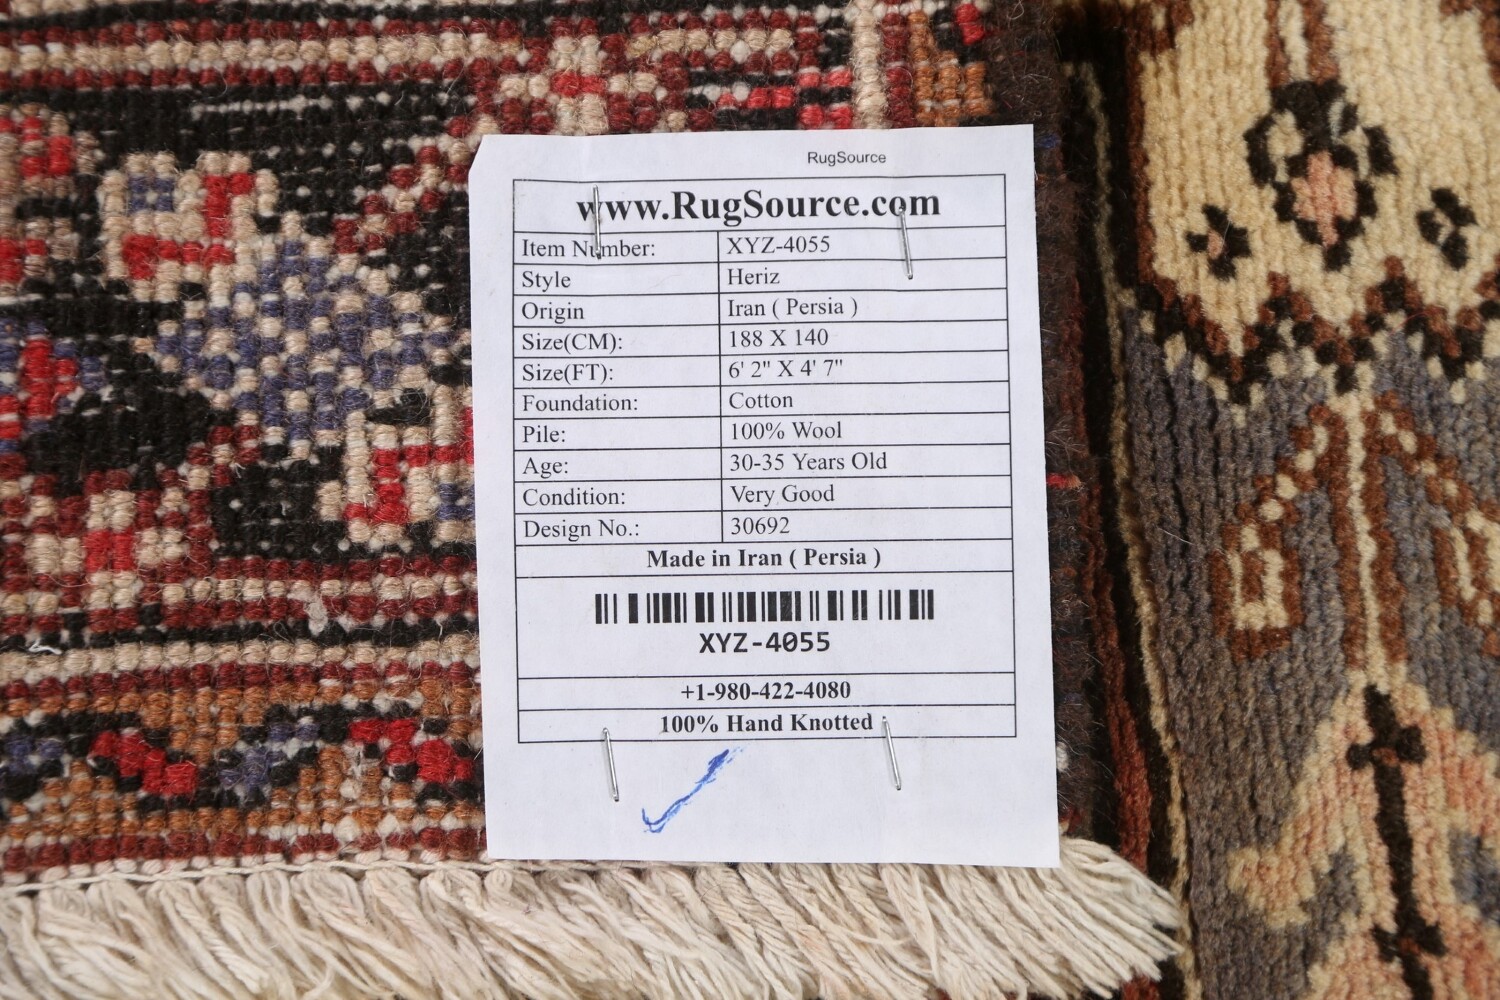 RugSource
www.RugSource.com
Item Number: XYZ-4055
Style Heriz
Origin Iran ( Persia )
Size(CM): 188 X 140
Size(FT): 6' 2" X 4' 7"
Foundation: Cotton
Pile: 100% Wool
Age: 30-35 Years Old
Condition: Very Good
Design No.: 30692
Made in Iran ( Persia )
XYZ-4055
+1-980-422-4080
100% Hand Knotted